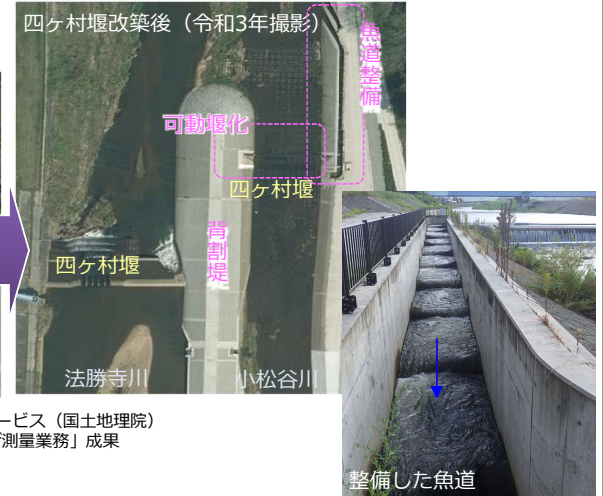 四ヶ村堰改築後（令和3年撮影）
魚道整備
可動堰化
四ヶ村堰
背割堤
四ヶ村堰
法勝寺川
小松谷川
ービス（国土地理院）
測量業務」成果
整備した魚道